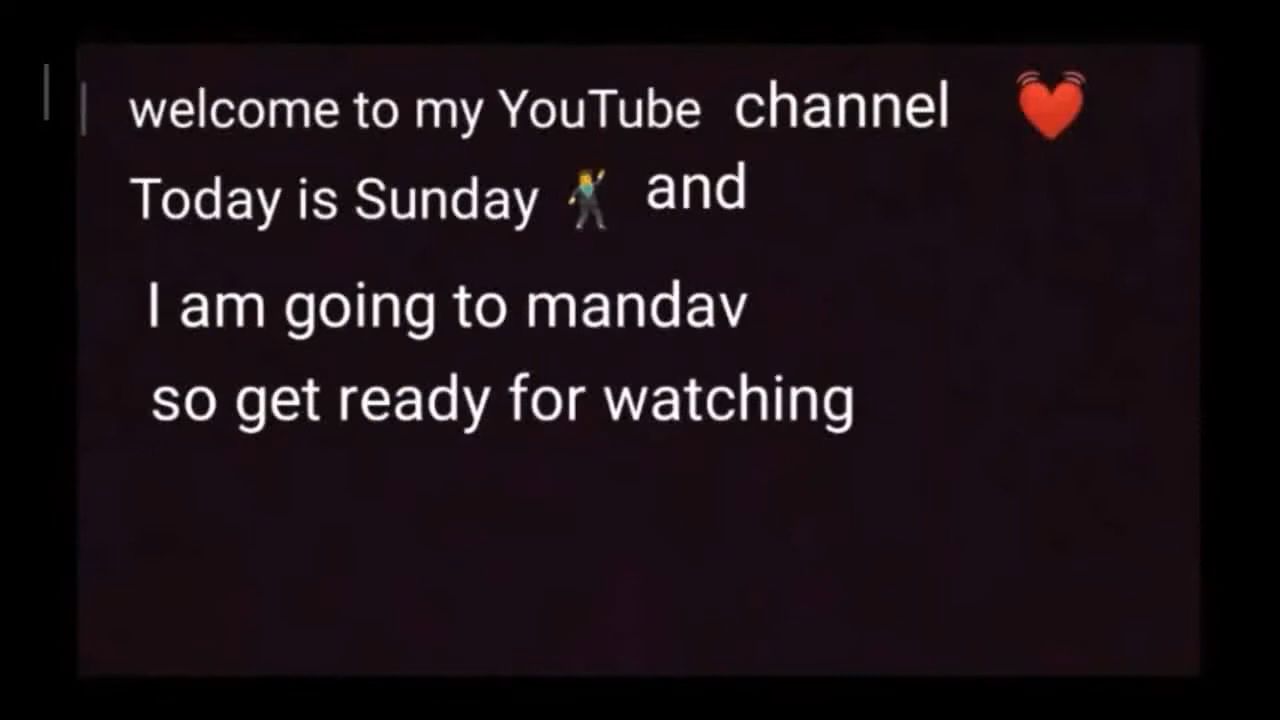 welcome to my YouTube channel 💓
Today is Sunday 🕺 and
I am going to mandav
so get ready for watching